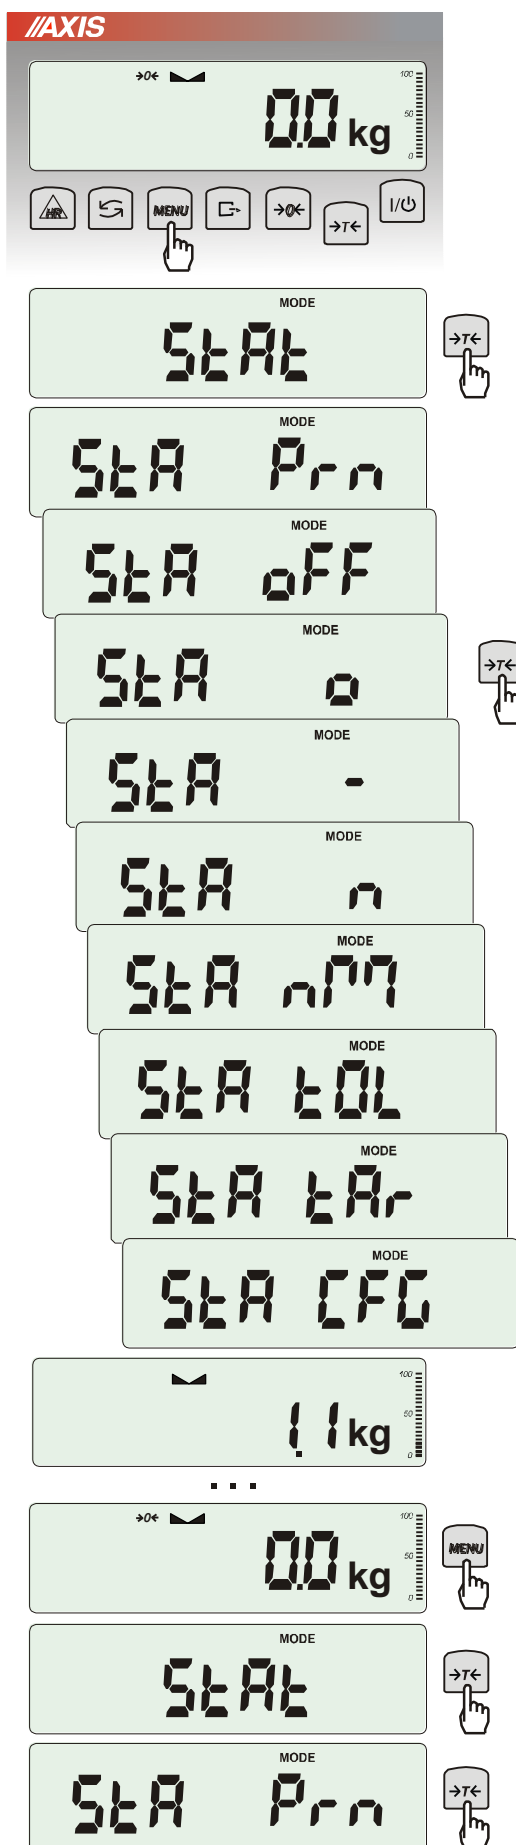 AXIS
→0← 100
50
0.0 kg
0
HR MENU →0← →T← I/
MODE
StAt
→T←
MODE
StA Prn
MODE
StA oFF
MODE
StA o
→T←
MODE
StA -
MODE
StA n
MODE
StA nM
MODE
StA tOL
MODE
StA tAr
MODE
StA CFG
100
50
1.1 kg
0
...
→0← 100
50
0.0 kg
0
MENU
MODE
StAt
→T←
MODE
StA Prn
→T←